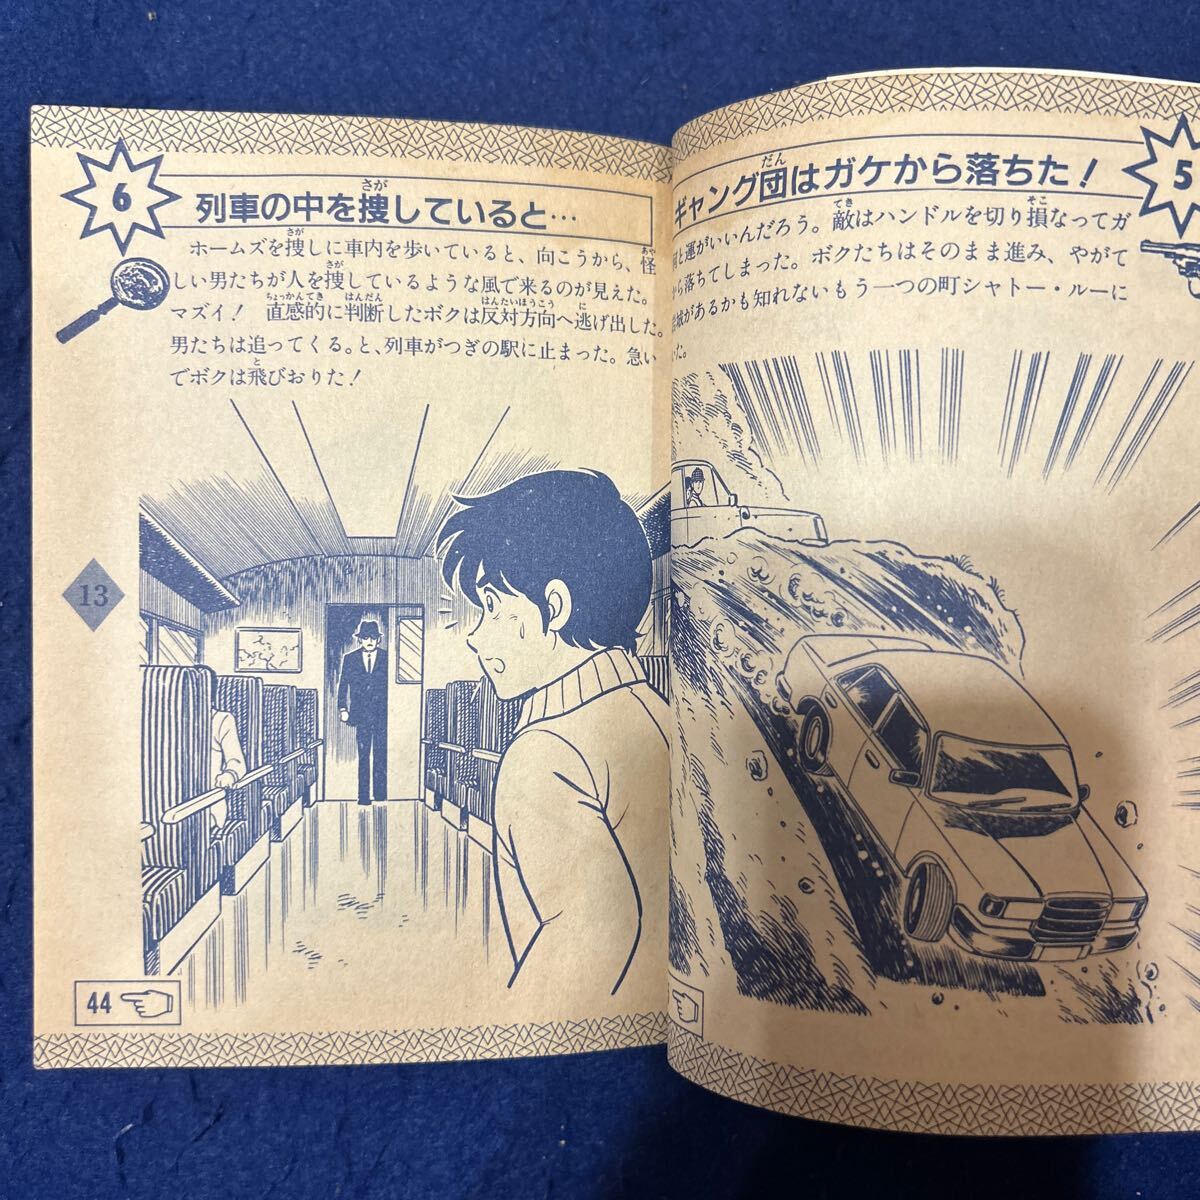 6
列車の中を捜していると…
ホームズを捜しに車内を歩いていると、向こうから、怪
しい男たちが人を捜しているような風で来るのが見えた。
マズイ! 直感的に判断したボクは反対方向へ逃げ出した。
男たちは追ってくる。と、列車がつぎの駅に止まった。急い
でボクは飛びおりた!
13
44
5
ギャング団はガケから落ちた!
と運がいいんだろう。敵はハンドルを切り損なってガ
から落ちてしまった。ボクたちはそのまま進み、やがて
城があるかも知れないもう一つの町シャトー・ルーに
た。